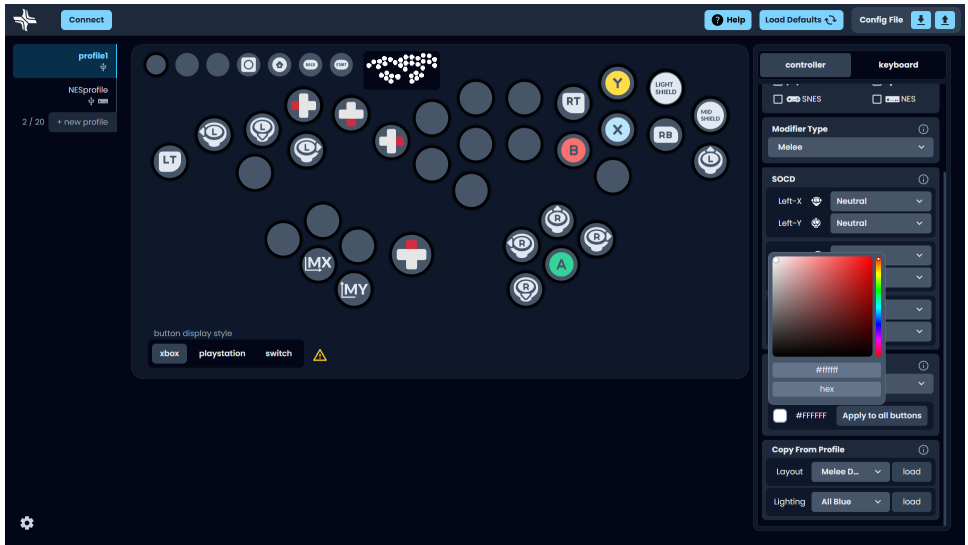 Connect
Help
Load Defaults
Config File
profile1
NESprofile
2 / 20
+ new profile
BACK
START
Y
LIGHT
SHIELD
RT
MID
SHIELD
L
L
X
B
RB
LT
L
L
R
R
R
A
MX
MY
R
button display style
xbox
playstation
switch
controller
keyboard
SNES
NES
Modifier Type
Melee
SOCD
Left-X
Neutral
Left-Y
Neutral
#ffffff
hex
#FFFFFF
Apply to all buttons
Copy From Profile
Layout
Melee D...
load
Lighting
All Blue
load